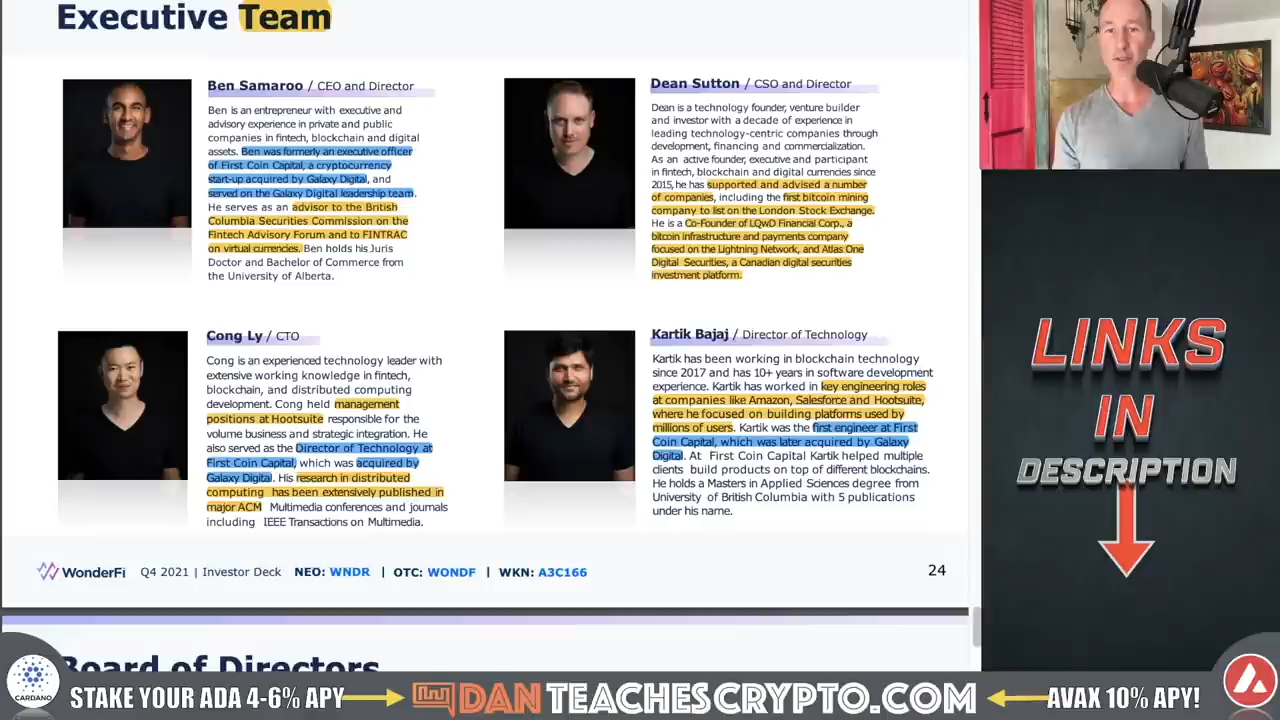 Executive Team
Ben Samaroo / CEO and Director
Ben is an entrepreneur with executive and
advisory experience in private and public
companies in fintech, blockchain and digital
assets. Ben was formerly an executive officer
of First Coin Capital, a cryptocurrency
start-up acquired by Galaxy Digital, and
served on the Galaxy Digital leadership team.
He serves as an advisor to the British
Columbia Securities Commission on the
Fintech Advisory Forum and to FINTRAC
on virtual currencies. Ben holds his Juris
Doctor and Bachelor of Commerce from
the University of Alberta.
Dean Sutton / CSO and Director
Dean is a technology founder, venture builder
and investor with a decade of experience in
leading technology-centric companies through
development, financing and commercialization.
As an active founder, executive and participant
in fintech, blockchain and digital currencies since
2015, he has supported and advised a number
of companies, including the first bitcoin mining
company to list on the London Stock Exchange.
He is a Co-Founder of LQwD Financial Corp., a
bitcoin infrastructure and payments company
focused on the Lightning Network, and Atlas One
Digital Securities, a Canadian digital securities
investment platform.
Cong Ly / CTO
Cong is an experienced technology leader with
extensive working knowledge in fintech,
blockchain, and distributed computing
development. Cong held management
positions at Hootsuite responsible for the
volume business and strategic integration. He
also served as the Director of Technology at
First Coin Capital, which was acquired by
Galaxy Digital. His research in distributed
computing has been extensively published in
major ACM Multimedia conferences and journals
including IEEE Transactions on Multimedia.
Kartik Bajaj / Director of Technology
Kartik has been working in blockchain technology
since 2017 and has 10+ years in software development
experience. Kartik has worked in key engineering roles
at companies like Amazon, Salesforce and Hootsuite,
where he focused on building platforms used by
millions of users. Kartik was the first engineer at First
Coin Capital, which was later acquired by Galaxy
Digital. At First Coin Capital Kartik helped multiple
clients build products on top of different blockchains.
He holds a Masters in Applied Sciences degree from
University of British Columbia with 5 publications
under his name.
WonderFi Q4 2021 | Investor Deck NEO: WNDR | OTC: WONDF | WKN: A3C166 24
Board of Directors
LINKS
IN
DESCRIPTION
CARDANO
STAKE YOUR ADA 4-6% APY
DANTEACHESCRYPTO.COM
AVAX 10% APY!